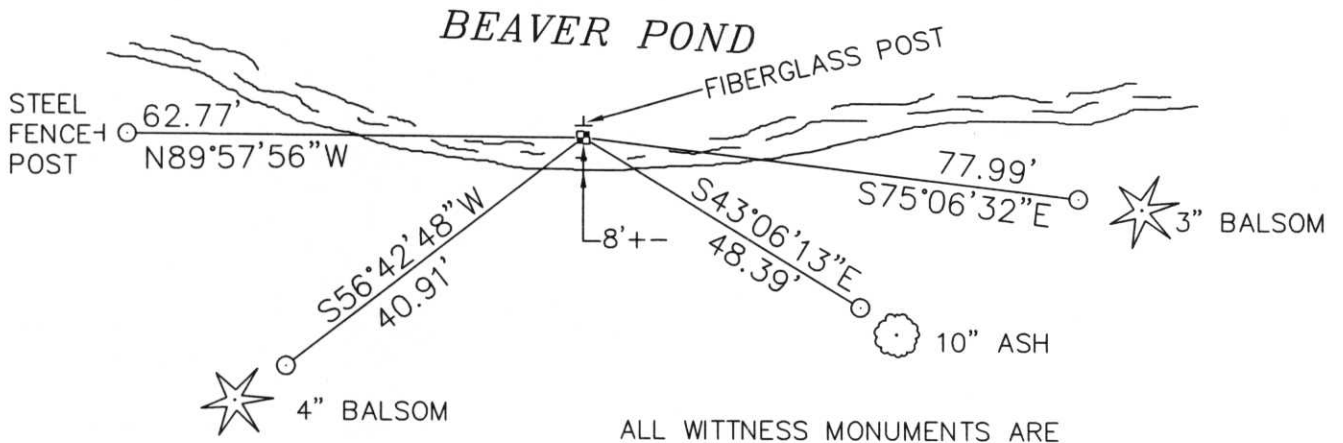 BEAVER POND
FIBERGLASS POST
STEEL
FENCE
POST
62.77'
N89°57'56"W
77.99'
S75°06'32"E
3" BALSOM
S56°42'48"W
40.91'
8'+-
S43°06'13"E
48.39'
10" ASH
4" BALSOM
ALL WITTNESS MONUMENTS ARE